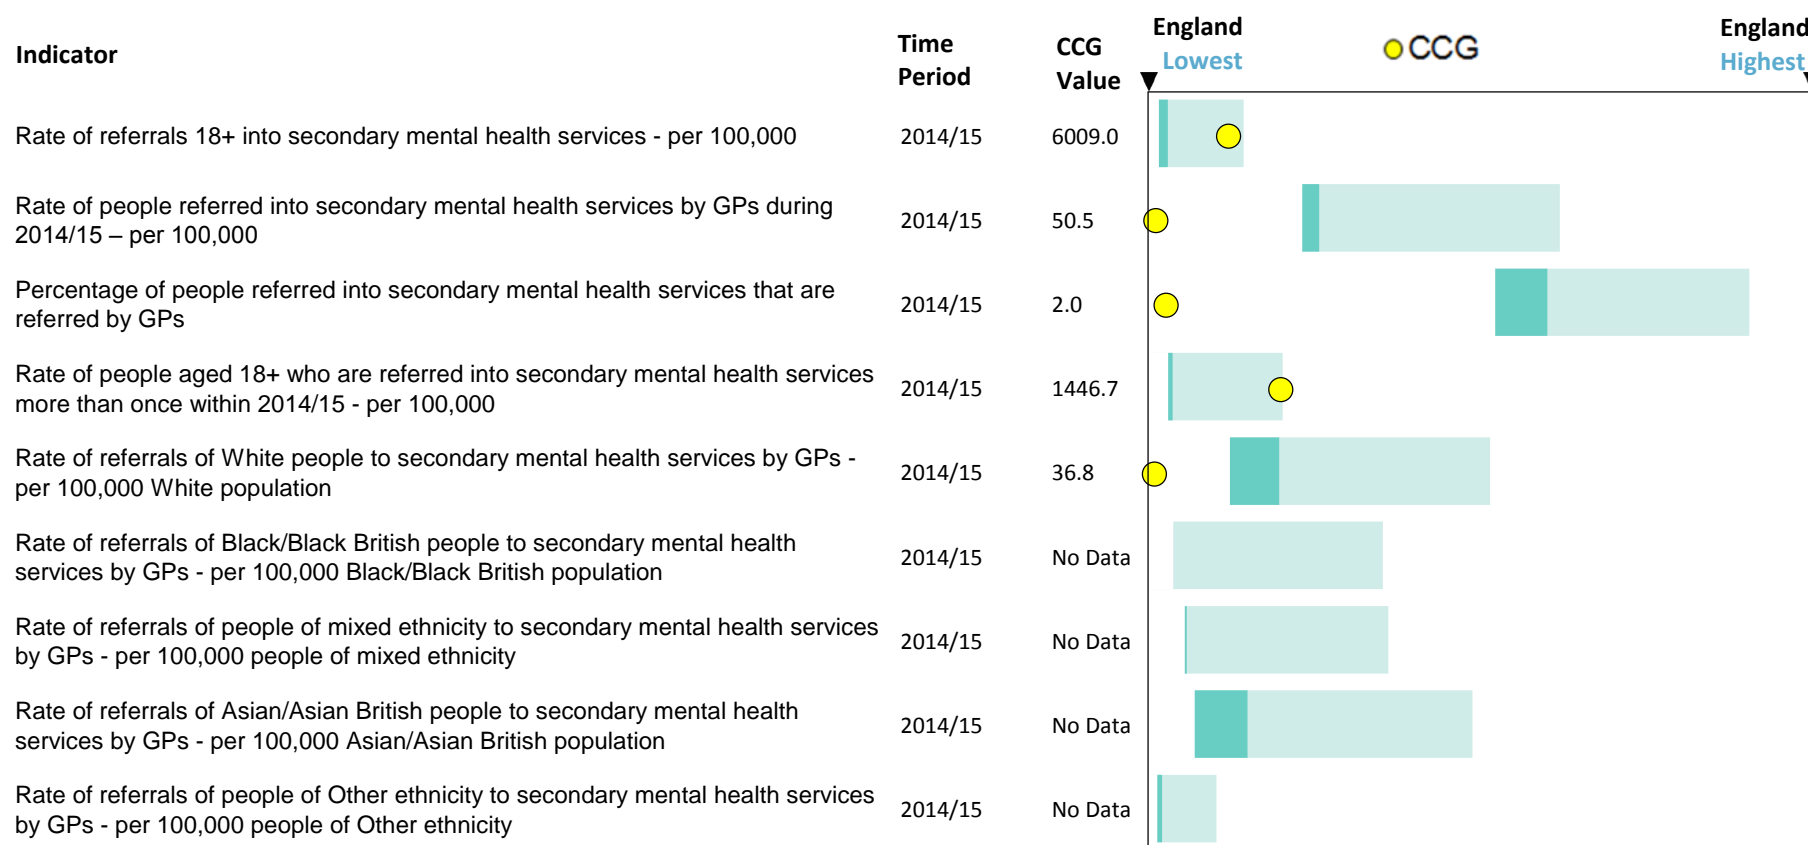 Indicator
Time Period
CCG Value
England Lowest
CCG
England Highest
Rate of referrals 18+ into secondary mental health services - per 100,000
2014/15
6009.0
Rate of people referred into secondary mental health services by GPs during
2014/15 – per 100,000
2014/15
50.5
Percentage of people referred into secondary mental health services that are
referred by GPs
2014/15
2.0
Rate of people aged 18+ who are referred into secondary mental health services
more than once within 2014/15 - per 100,000
2014/15
1446.7
Rate of referrals of White people to secondary mental health services by GPs -
per 100,000 White population
2014/15
36.8
Rate of referrals of Black/Black British people to secondary mental health
services by GPs - per 100,000 Black/Black British population
2014/15
No Data
Rate of referrals of people of mixed ethnicity to secondary mental health services
by GPs - per 100,000 people of mixed ethnicity
2014/15
No Data
Rate of referrals of Asian/Asian British people to secondary mental health
services by GPs - per 100,000 Asian/Asian British population
2014/15
No Data
Rate of referrals of people of Other ethnicity to secondary mental health services
by GPs - per 100,000 people of Other ethnicity
2014/15
No Data